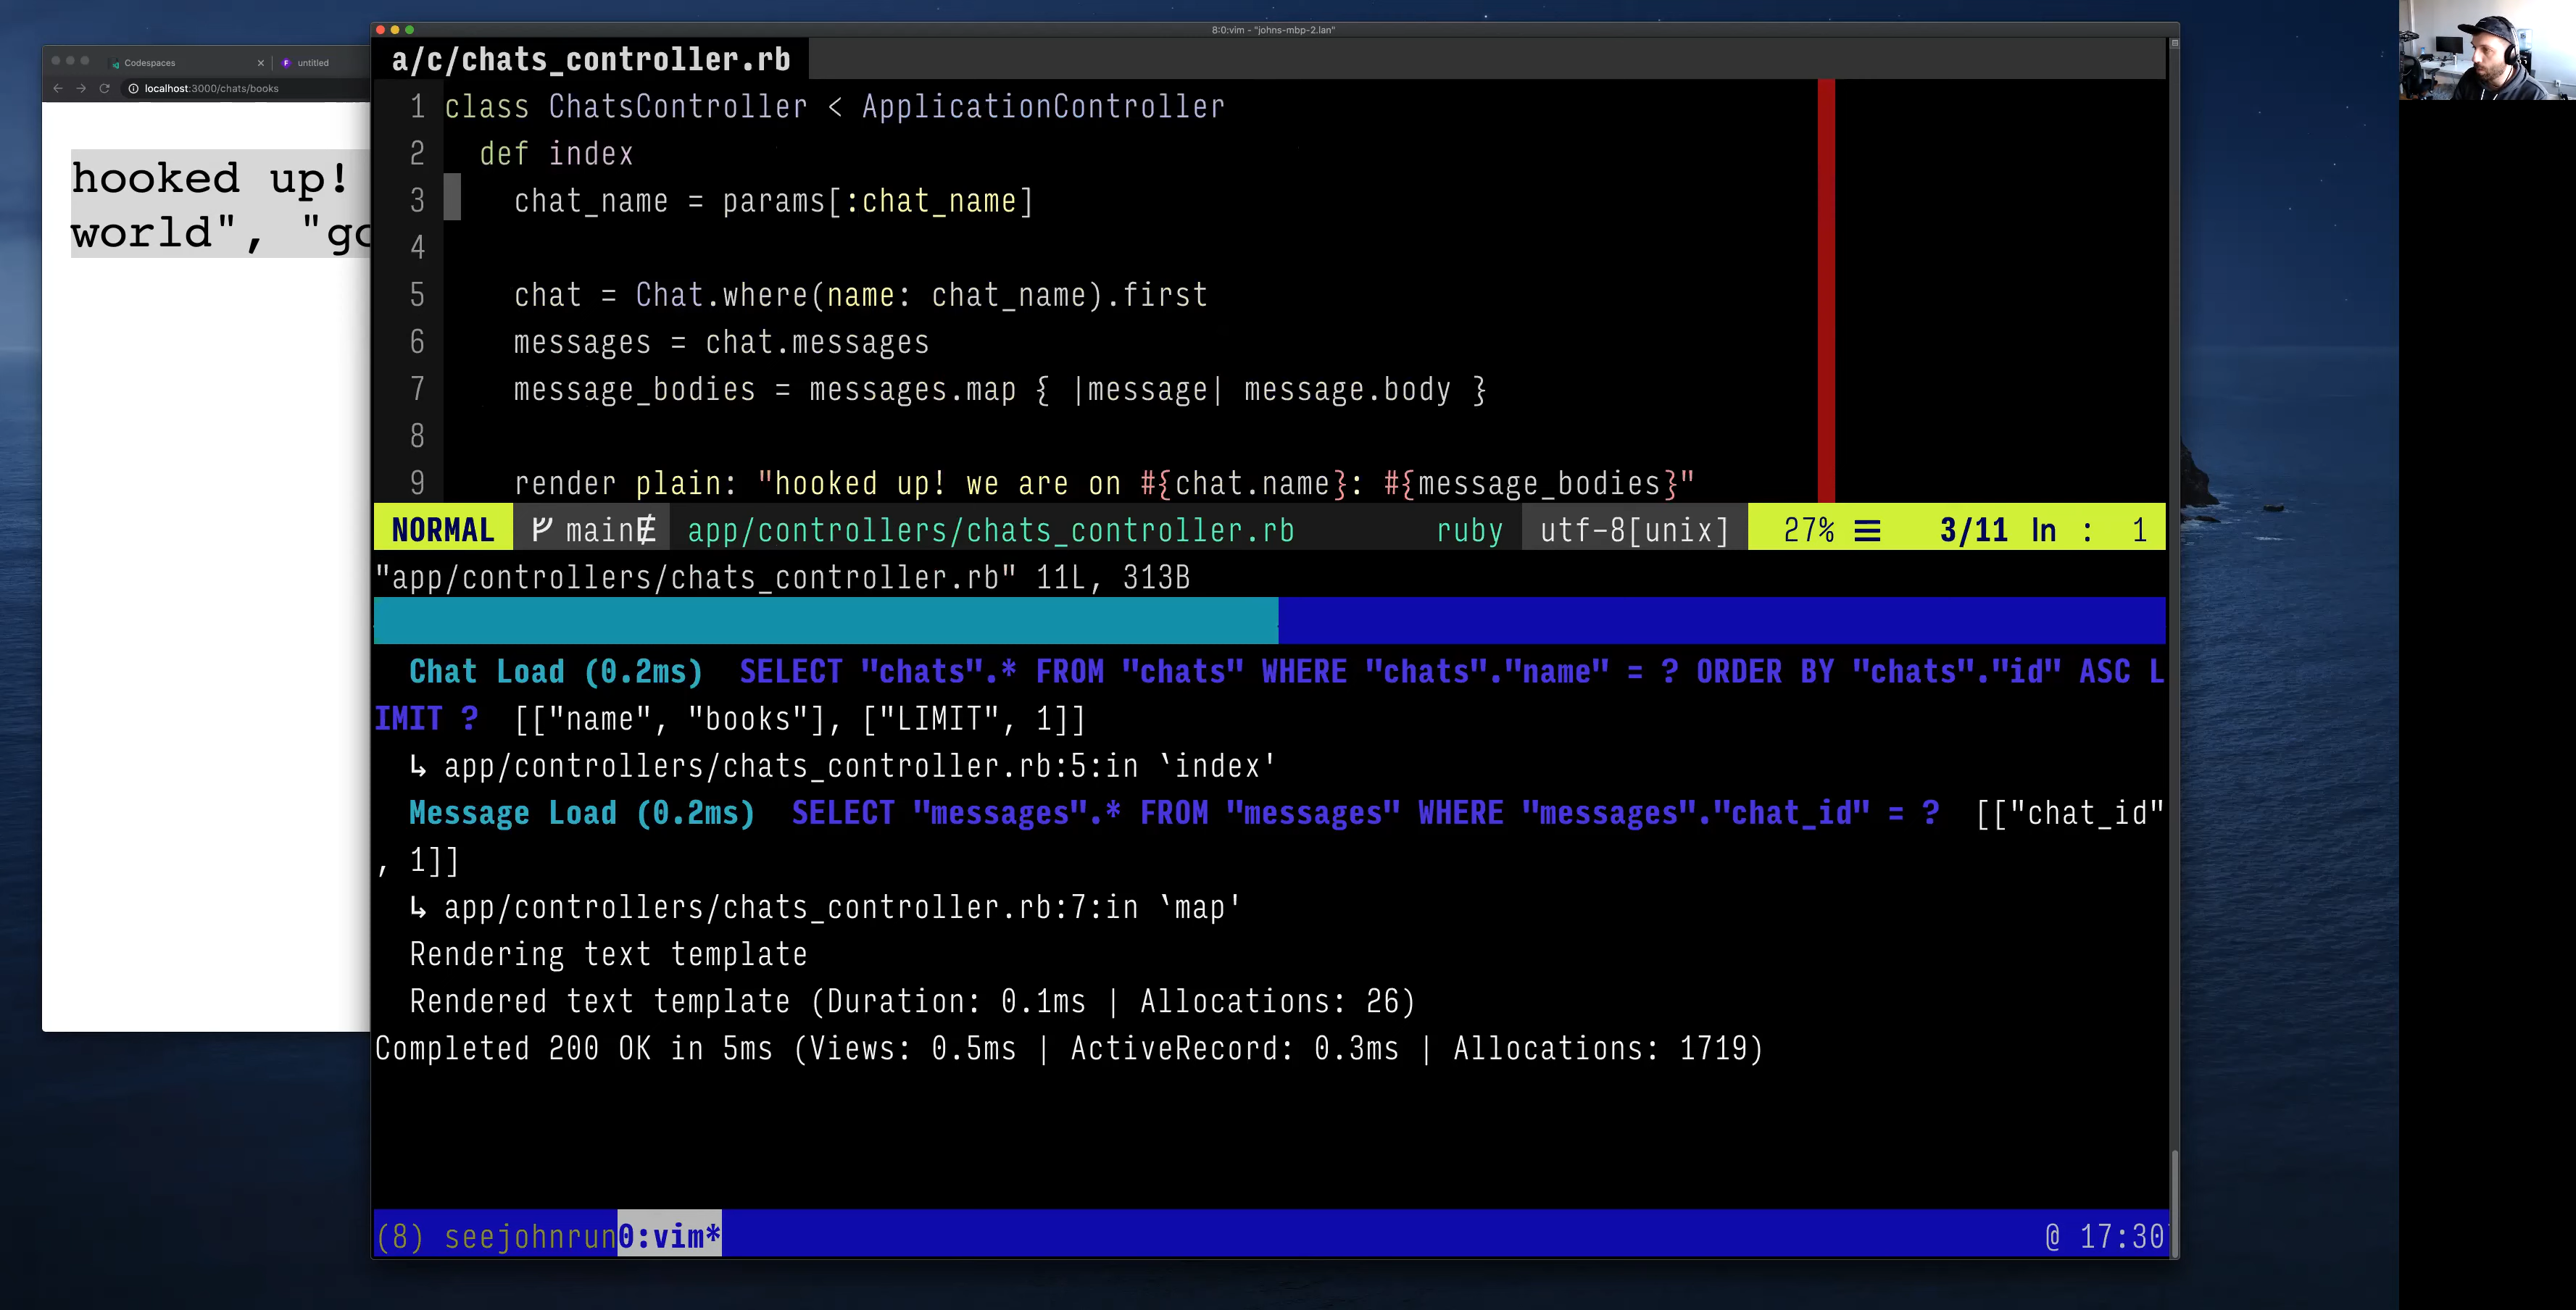 8:0:vim - "johns-mbp-2.lan"
Codespaces
untitled
localhost:3000/chats/books
hooked up!
world", "go
a/c/chats_controller.rb
1 class ChatsController < ApplicationController
2 def index
3 chat_name = params[:chat_name]
4
5 chat = Chat.where(name: chat_name).first
6 messages = chat.messages
7 message_bodies = messages.map { |message| message.body }
8
9 render plain: "hooked up! we are on #{chat.name}: #{message_bodies}"
NORMAL main app/controllers/chats_controller.rb ruby utf-8[unix] 27% ☰ 3/11 ln : 1
"app/controllers/chats_controller.rb" 11L, 313B
Chat Load (0.2ms) SELECT "chats".* FROM "chats" WHERE "chats"."name" = ? ORDER BY "chats"."id" ASC L
IMIT ? [["name", "books"], ["LIMIT", 1]]
↳ app/controllers/chats_controller.rb:5:in `index'
Message Load (0.2ms) SELECT "messages".* FROM "messages" WHERE "messages"."chat_id" = ? [["chat_id"
, 1]]
↳ app/controllers/chats_controller.rb:7:in `map'
Rendering text template
Rendered text template (Duration: 0.1ms | Allocations: 26)
Completed 200 OK in 5ms (Views: 0.5ms | ActiveRecord: 0.3ms | Allocations: 1719)
(8) seejohnrun0:vim* @ 17:30